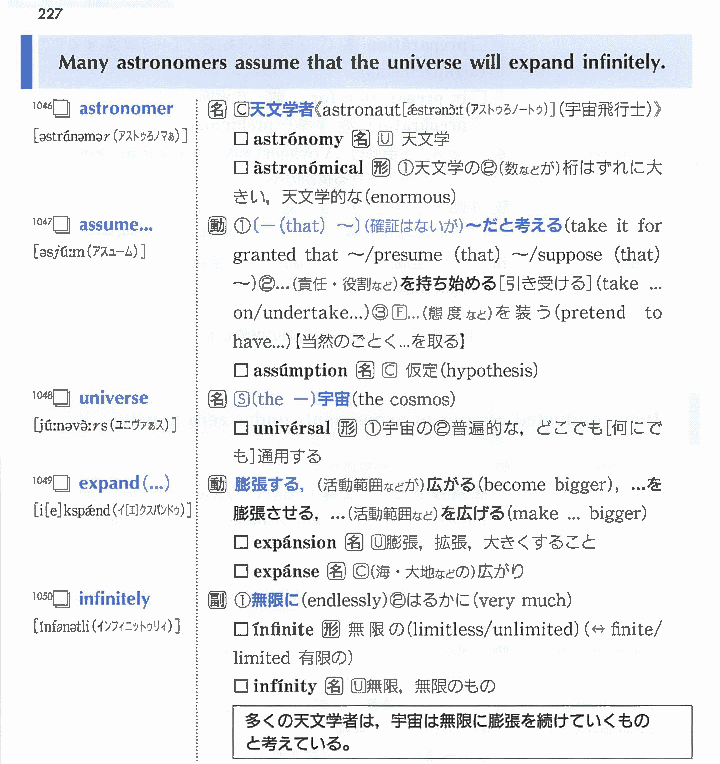 227
Many astronomers assume that the universe will expand infinitely.
1046 □ astronomer
[əstránəmər(アストゥろノマぁ)]
名 Ⓒ天文学者《astronaut[ǽstrənɔ̀ːt(アストゥろノートゥ)](宇宙飛行士)》
□ astrónomy 名 Ⓤ 天文学
□ àstronómical 形 ①天文学の②(数などが)桁はずれに大
きい，天文学的な(enormous)
1047 □ assume...
[əsjúːm(アスューム)]
動 ①(―(that) ～)(確証はないが)～だと考える(take it for
granted that ～/presume (that) ～/suppose (that)
～)②...(責任・役割など)を持ち始める[引き受ける](take ...
on/undertake...)③Ⓕ...(態度など)を装う(pretend to
have...)【当然のごとく...を取る】
□ assúmption 名 Ⓒ 仮定(hypothesis)
1048 □ universe
[júːnəvə̀ːrs(ユニヴァぁス)]
名 Ⓢ(the ―)宇宙(the cosmos)
□ univérsal 形 ①宇宙の②普遍的な，どこでも[何にで
も]通用する
1049 □ expand(...)
[i[e]kspǽnd(イ[エ]クスパンドゥ)]
動 膨張する，(活動範囲などが)広がる(become bigger)，...を
膨張させる，...(活動範囲など)を広げる(make ... bigger)
□ expánsion 名 Ⓤ膨張，拡張，大きくすること
□ expánse 名 Ⓒ(海・大地などの)広がり
1050 □ infinitely
[ínfənətli(インフィニットゥリィ)]
副 ①無限に(endlessly)②はるかに(very much)
□ ínfinite 形 無限の(limitless/unlimited)(⇔ finite/
limited 有限の)
□ infínity 名 Ⓤ無限，無限のもの
多くの天文学者は，宇宙は無限に膨張を続けていくもの
と考えている。